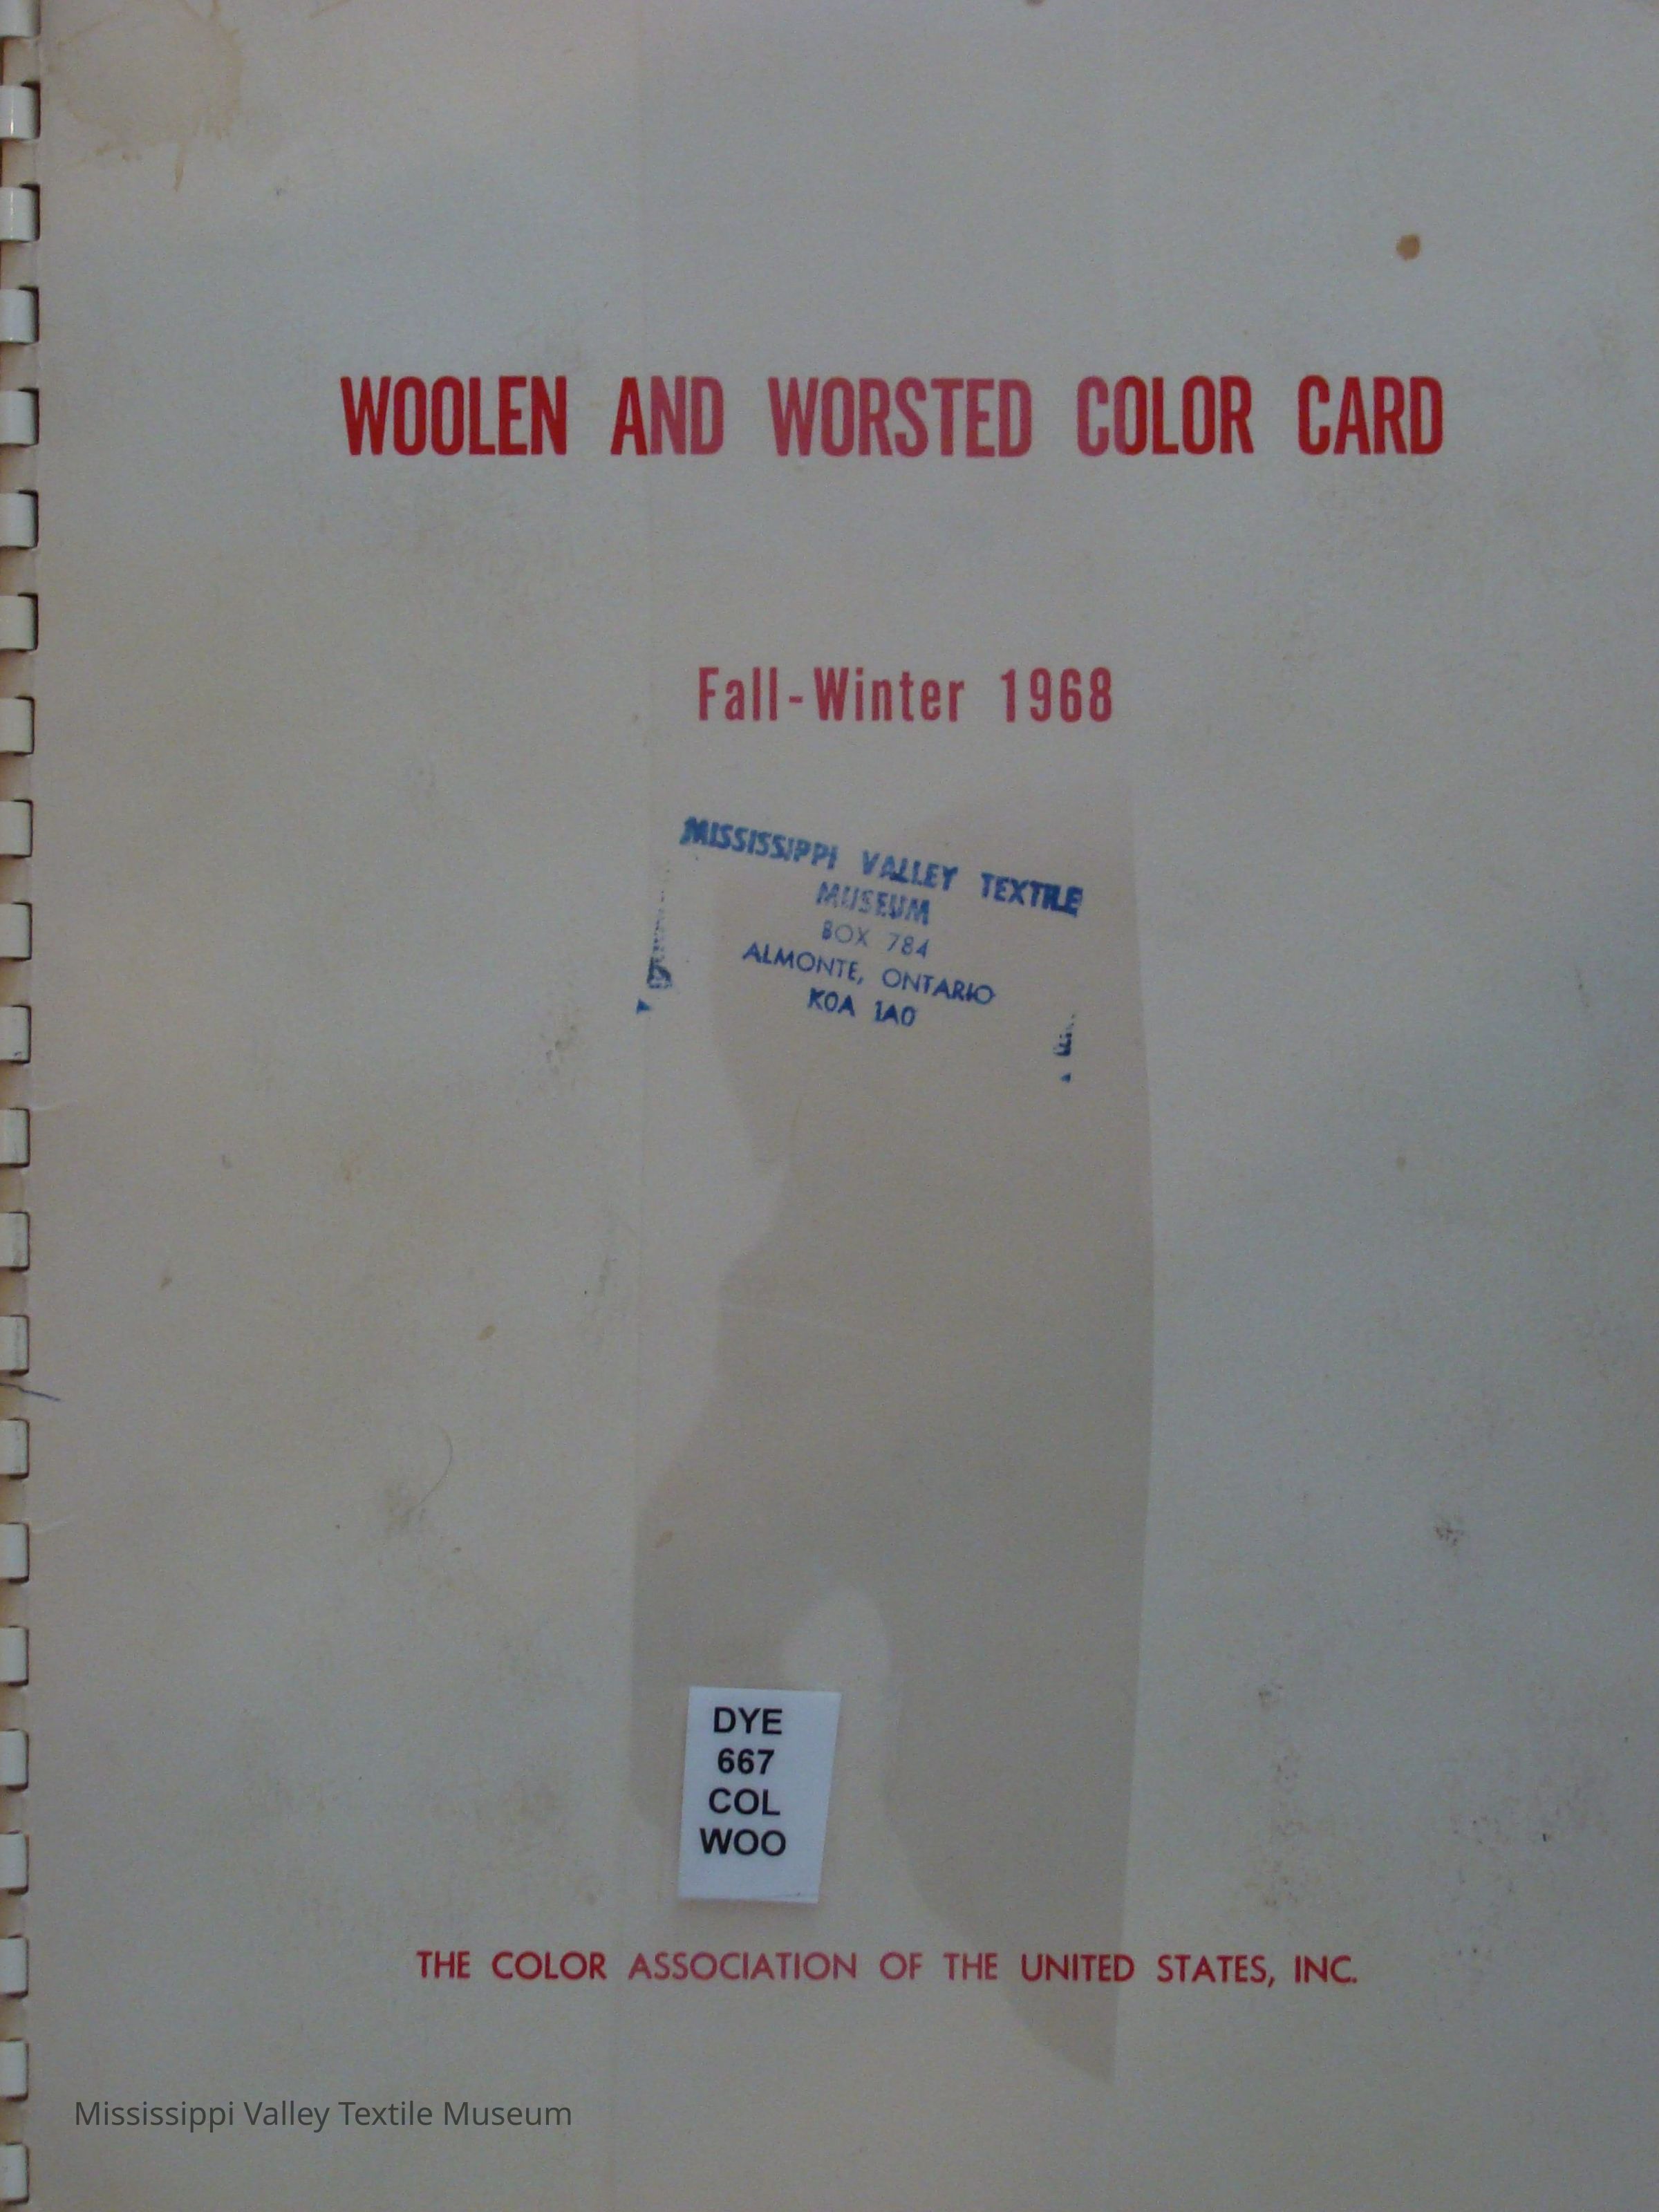 WOOLEN AND WORSTED COLOR CARD
Fall-Winter 1968
MISSISSIPPI VALLEY TEXTILE
MUSEUM
BOX 784
ALMONTE, ONTARIO
K0A 1A0
DYE
667
COL
WOO
THE COLOR ASSOCIATION OF THE UNITED STATES, INC.
Mississippi Valley Textile Museum